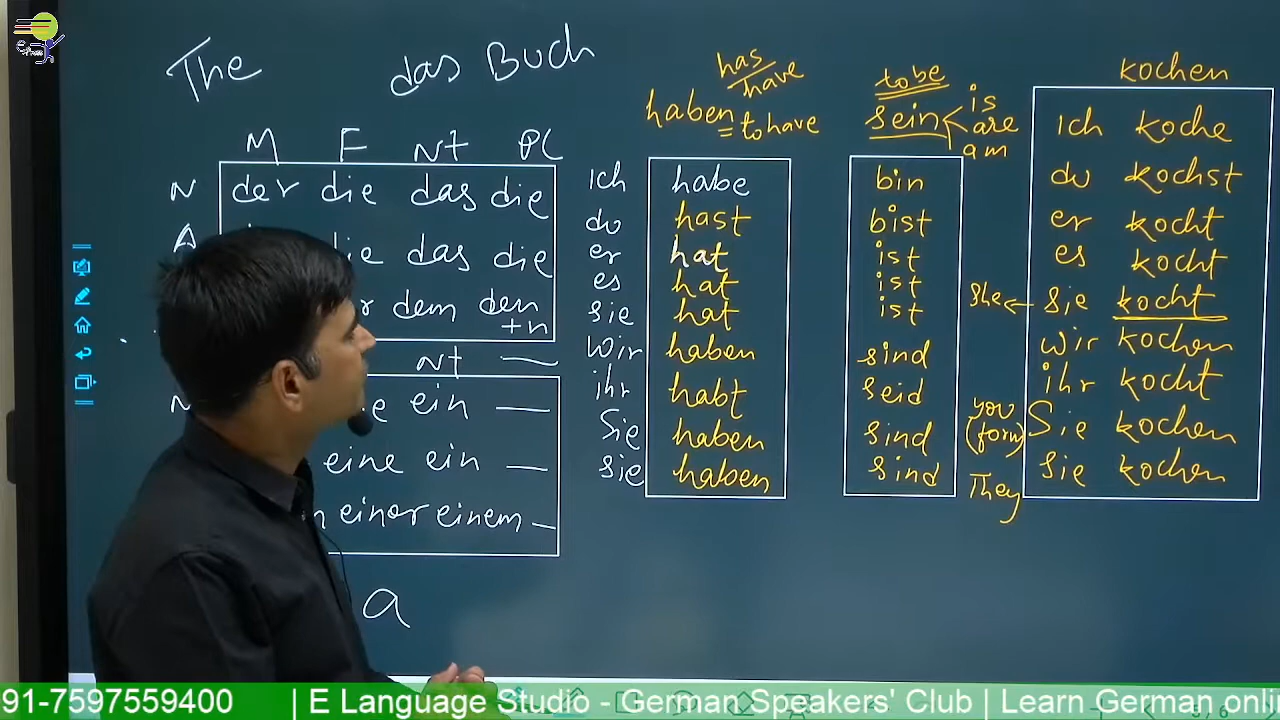 The
das Buch
M F Nt Pl
N der die das die
A die das die
r dem den
+n
Nt
N e ein —
eine ein —
n einer einem —
a
has
have
haben
= to have
Ich habe
du hast
er hat
es hat
sie hat
wir haben
ihr habt
Sie haben
sie haben
to be
sein
is
are
am
bin
bist
ist
ist
ist
sind
seid
sind
sind
kochen
Ich koche
du kochst
er kocht
es kocht
She ← sie kocht
wir kochen
ihr kocht
you
(form) Sie kochen
They sie kochen
91-7597559400 | E Language Studio - German Speakers' Club | Learn German onli